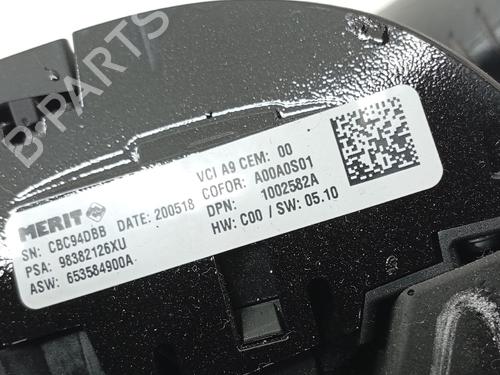 B-PARTS
MERIT
VCI A9 CEM: 00
SN: CBC94DBB DATE: 200518 COFOR: A00A0S01
PSA: 98382126XU DPN: 1002582A
ASW: 653584900A HW: C00 / SW: 05.10